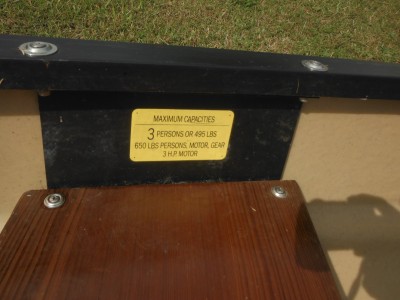 MAXIMUM CAPACITIES
3 PERSONS OR 495 LBS
650 LBS PERSONS, MOTOR, GEAR
3 H.P. MOTOR